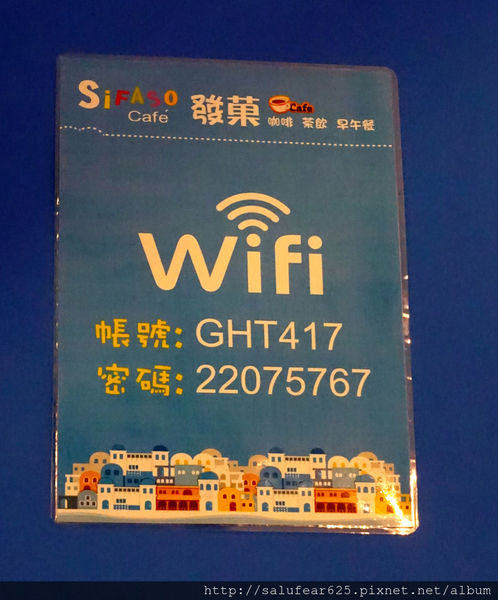 SiFASO 發菓 Cafe
Café 咖啡 茶飲 早午餐
Wifi
帳號: GHT417
密碼: 22075767
http://salufear625.pixnet.net/album